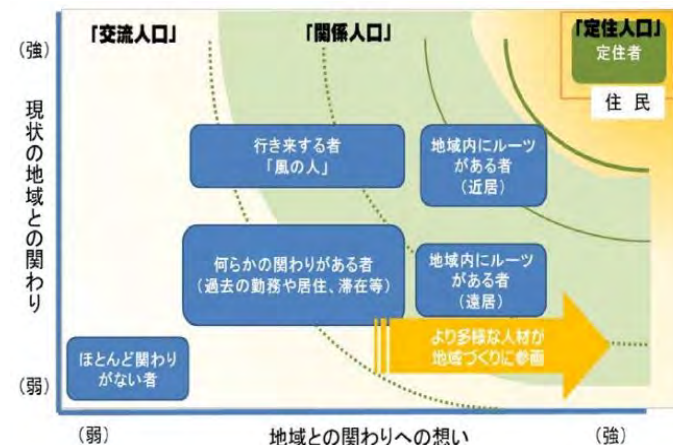 「交流人口」
「関係人口」
「定住人口」
定住者
住民
(強)
現状の地域との関わり
(弱)
行き来する者
「風の人」
地域内にルーツ
がある者
(近居)
何らかの関わりがある者
(過去の勤務や居住、滞在等)
地域内にルーツ
がある者
(遠居)
より多様な人材が
地域づくりに参画
ほとんど関わり
がない者
(弱)
地域との関わりへの想い
(強)